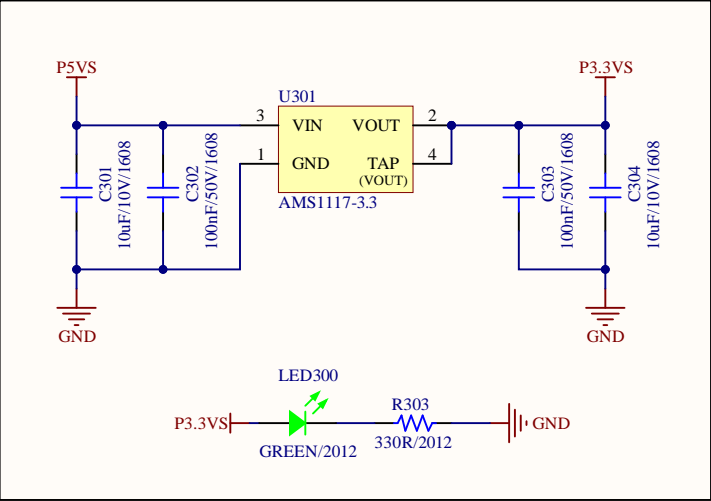 P5VS
P3.3VS
U301
3
VIN
VOUT
2
1
GND
TAP
4
(VOUT)
AMS1117-3.3
C301
10uF/10V/1608
C302
100nF/50V/1608
C303
100nF/50V/1608
C304
10uF/10V/1608
GND
GND
LED300
P3.3VS
GREEN/2012
R303
330R/2012
GND